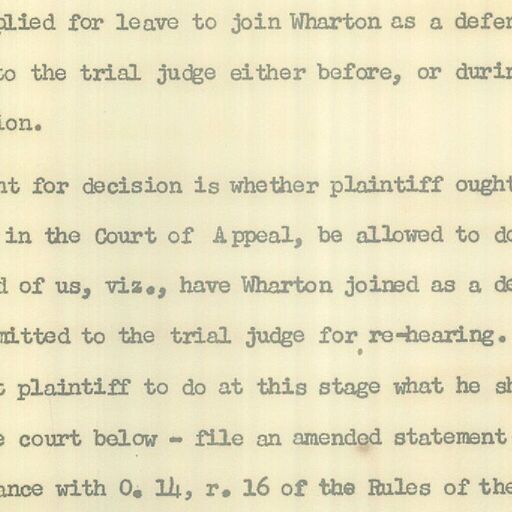 plied for leave to join Wharton as a defen
to the trial judge either before, or durin
ion.
nt for decision is whether plaintiff ought
in the Court of Appeal, be allowed to do
d of us, viz., have Wharton joined as a de
mitted to the trial judge for re-hearing.
t plaintiff to do at this stage what he sh
e court below - file an amended statement
ance with O. 14, r. 16 of the Rules of the